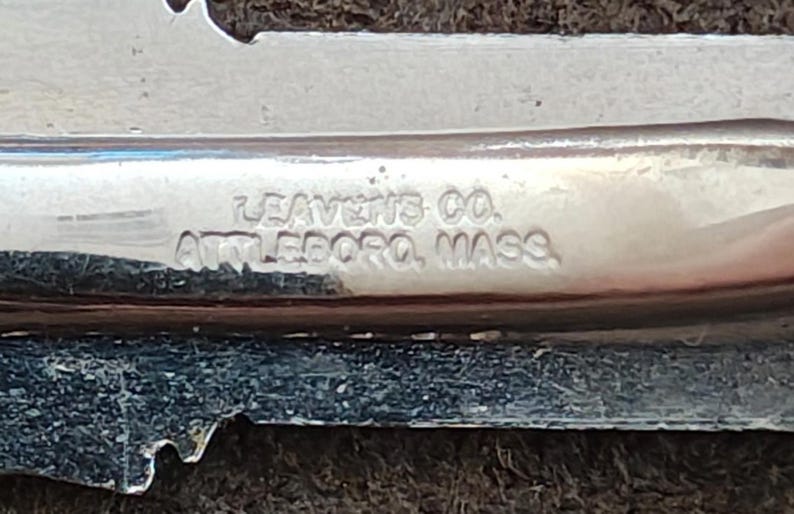 LEAVENS CO.
ATTLEBORO, MASS.